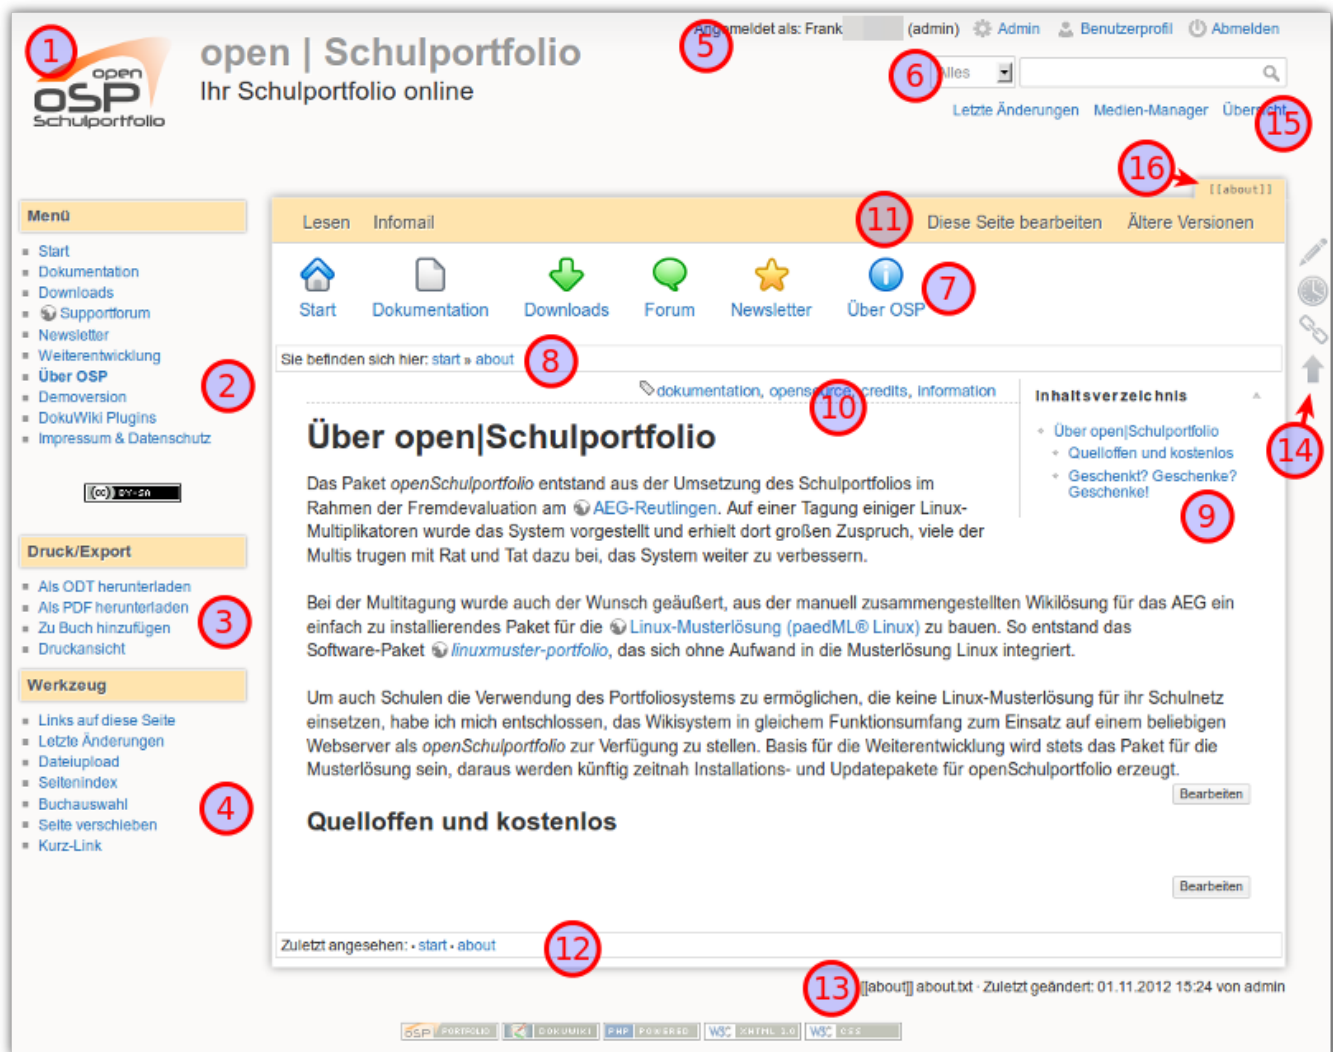 1
open
OSP
Schulportfolio
open | Schulportfolio
Ihr Schulportfolio online
5
Angemeldet als: Frank (admin) Admin Benutzerprofil Abmelden
6
Alles
Letzte Änderungen Medien-Manager Übersicht
15
16
[[about]]
Menü
Start
Dokumentation
Downloads
Supportforum
Newsletter
Weiterentwicklung
Über OSP
Demoversion
DokuWiki Plugins
Impressum & Datenschutz
2
(cc) BY-SA
Druck/Export
Als ODT herunterladen
Als PDF herunterladen
Zu Buch hinzufügen
Druckansicht
3
Werkzeug
Links auf diese Seite
Letzte Änderungen
Dateiupload
Seitenindex
Buchauswahl
Seite verschieben
Kurz-Link
4
Lesen Infomail
11
Diese Seite bearbeiten Ältere Versionen
Start Dokumentation Downloads Forum Newsletter Über OSP
7
Sie befinden sich hier: start » about
8
dokumentation, opensource, credits, information
10
Inhaltsverzeichnis
Über open|Schulportfolio
Quelloffen und kostenlos
Geschenkt? Geschenke?
Geschenke!
9
14
Über open|Schulportfolio
Das Paket openSchulportfolio entstand aus der Umsetzung des Schulportfolios im
Rahmen der Fremdevaluation am AEG-Reutlingen. Auf einer Tagung einiger Linux-
Multiplikatoren wurde das System vorgestellt und erhielt dort großen Zuspruch, viele der
Multis trugen mit Rat und Tat dazu bei, das System weiter zu verbessern.
Bei der Multitagung wurde auch der Wunsch geäußert, aus der manuell zusammengestellten Wikilösung für das AEG ein
einfach zu installierendes Paket für die Linux-Musterlösung (paedML® Linux) zu bauen. So entstand das
Software-Paket linuxmuster-portfolio, das sich ohne Aufwand in die Musterlösung Linux integriert.
Um auch Schulen die Verwendung des Portfoliosystems zu ermöglichen, die keine Linux-Musterlösung für ihr Schulnetz
einsetzen, habe ich mich entschlossen, das Wikisystem in gleichem Funktionsumfang zum Einsatz auf einem beliebigen
Webserver als openSchulportfolio zur Verfügung zu stellen. Basis für die Weiterentwicklung wird stets das Paket für die
Musterlösung sein, daraus werden künftig zeitnah Installations- und Updatepakete für openSchulportfolio erzeugt.
Bearbeiten
Quelloffen und kostenlos
Bearbeiten
Zuletzt angesehen: • start • about
12
13
[[about]] about.txt · Zuletzt geändert: 01.11.2012 15:24 von admin
OSP PORTFOLIO DOKUWIKI PHP POWERED W3C XHTML 1.0 W3C CSS